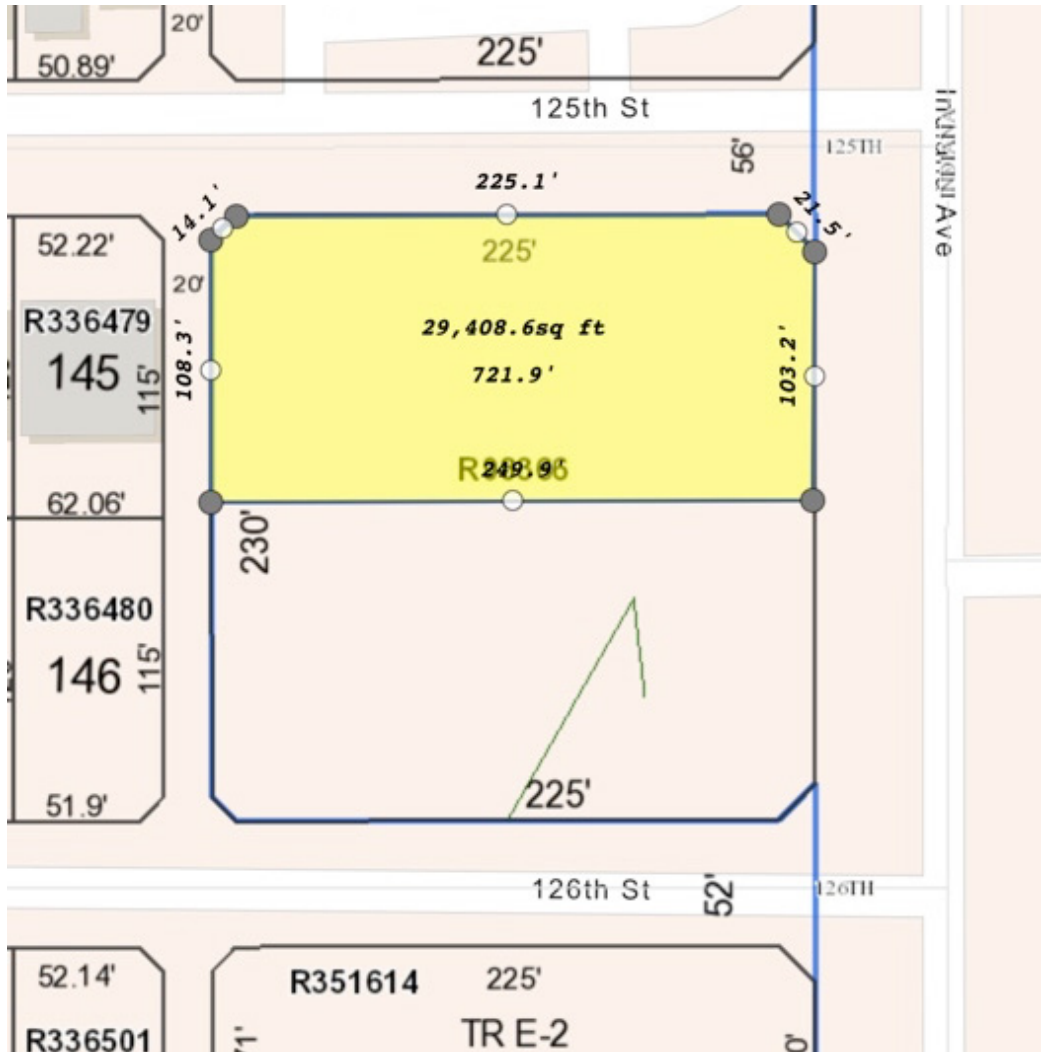 20'
50.89'
225'
125th St
Indiana Ave
125TH
56'
225.1'
14.1'
21.5'
52.22'
225'
20'
R336479
29,408.6sq ft
145
115'
108.3'
721.9'
103.2'
249.9'
62.06'
230'
R336480
146
115'
51.9'
225'
126th St
52'
126TH
52.14'
R351614
225'
R336501
TR E-2